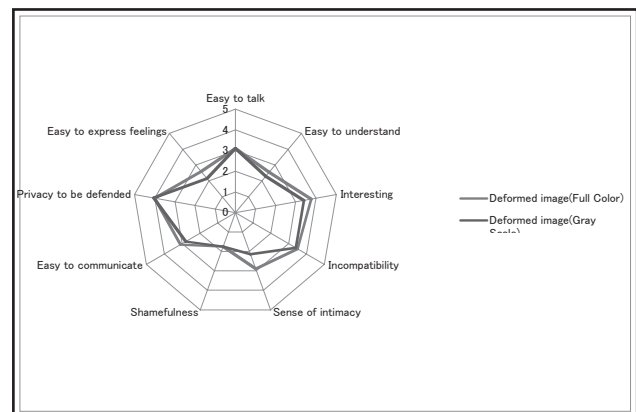 Easy to talk
5
Easy to express feelings
Easy to understand
4
3
Privacy to be defended
2
Interesting
1
0
Deformed image(Full Color)
Deformed image(Gray
Scale)
Easy to communicate
Incompatibility
Shamefulness
Sense of intimacy